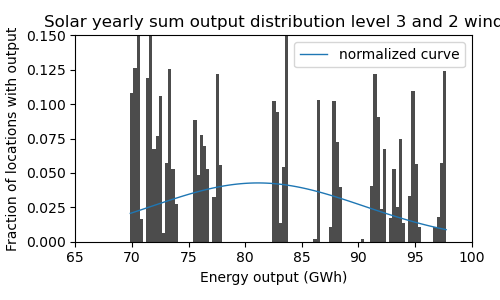 Solar yearly sum output distribution level 3 and 2 wind
Fraction of locations with output
0.150
0.125
0.100
0.075
0.050
0.025
0.000
normalized curve
65 70 75 80 85 90 95 100
Energy output (GWh)